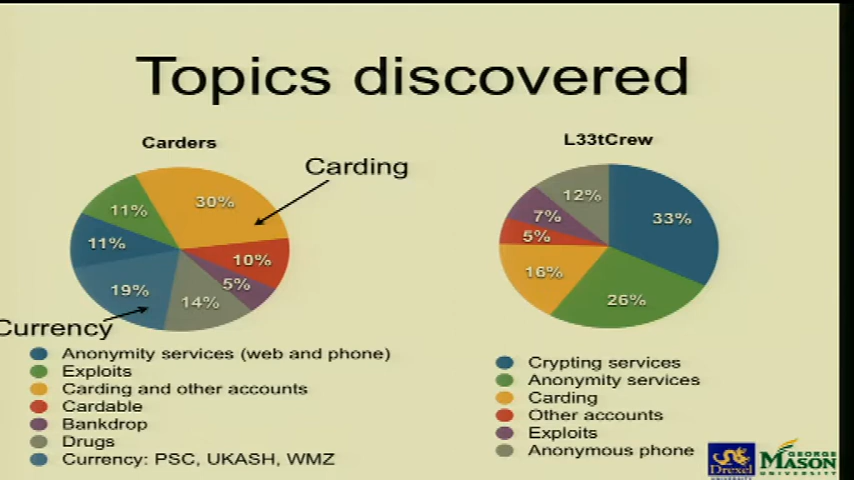 Topics discovered
Carders
L33tCrew
Carding
30%
11%
11%
10%
5%
19%
14%
Currency
12%
33%
7%
5%
16%
26%
Anonymity services (web and phone)
Exploits
Carding and other accounts
Cardable
Bankdrop
Drugs
Currency: PSC, UKASH, WMZ
Crypting services
Anonymity services
Carding
Other accounts
Exploits
Anonymous phone
Drexel
UNIVERSITY
GEORGE
MASON
UNIVERSITY